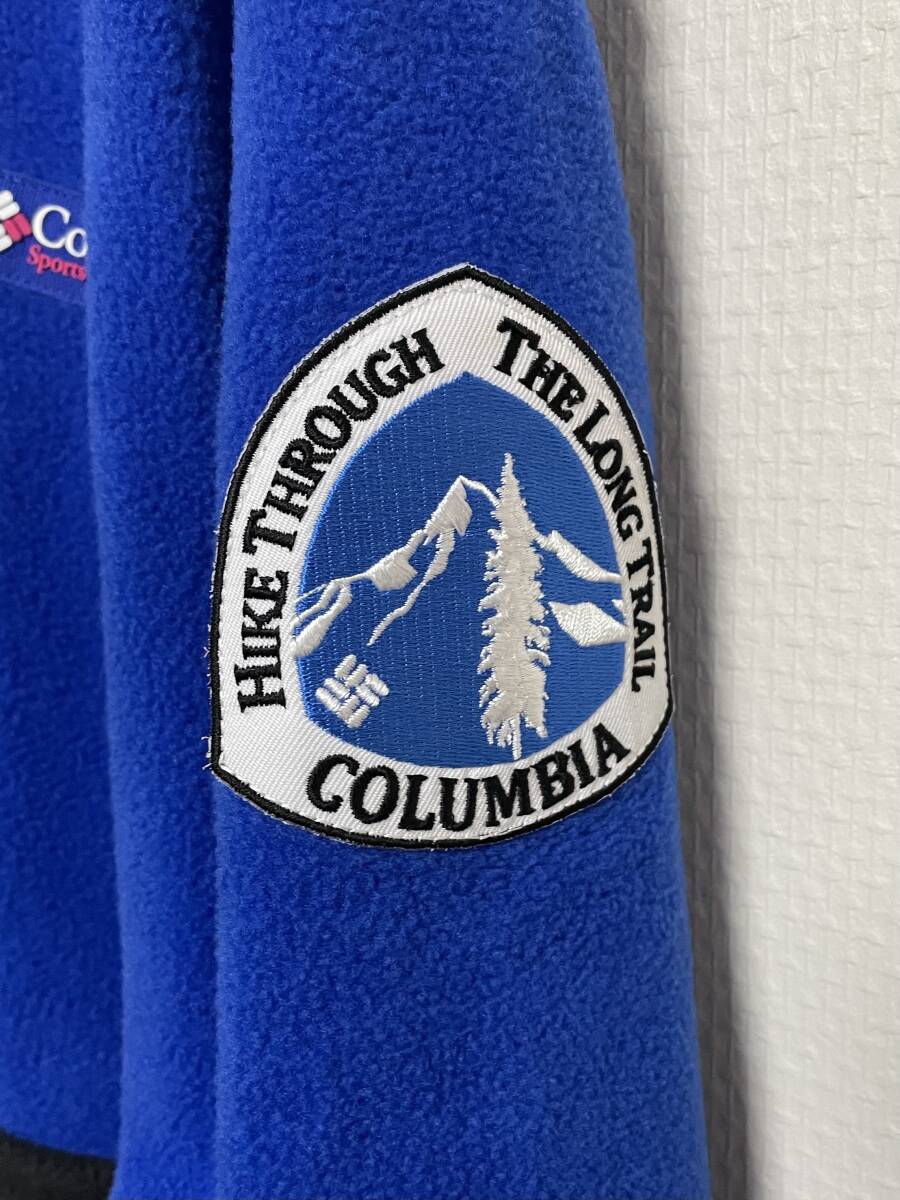 Co
Sports
HIKE THROUGH
THE LONG TRAIL
COLUMBIA